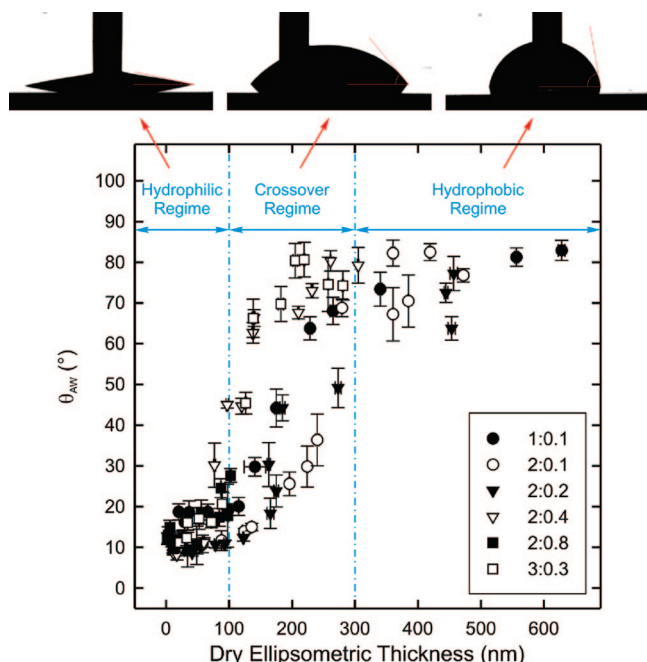 Hydrophilic Regime
Crossover Regime
Hydrophobic Regime
100
90
80
70
60
50
40
30
20
10
0
θAW (°)
1:0.1
2:0.1
2:0.2
2:0.4
2:0.8
3:0.3
0 100 200 300 400 500 600
Dry Ellipsometric Thickness (nm)